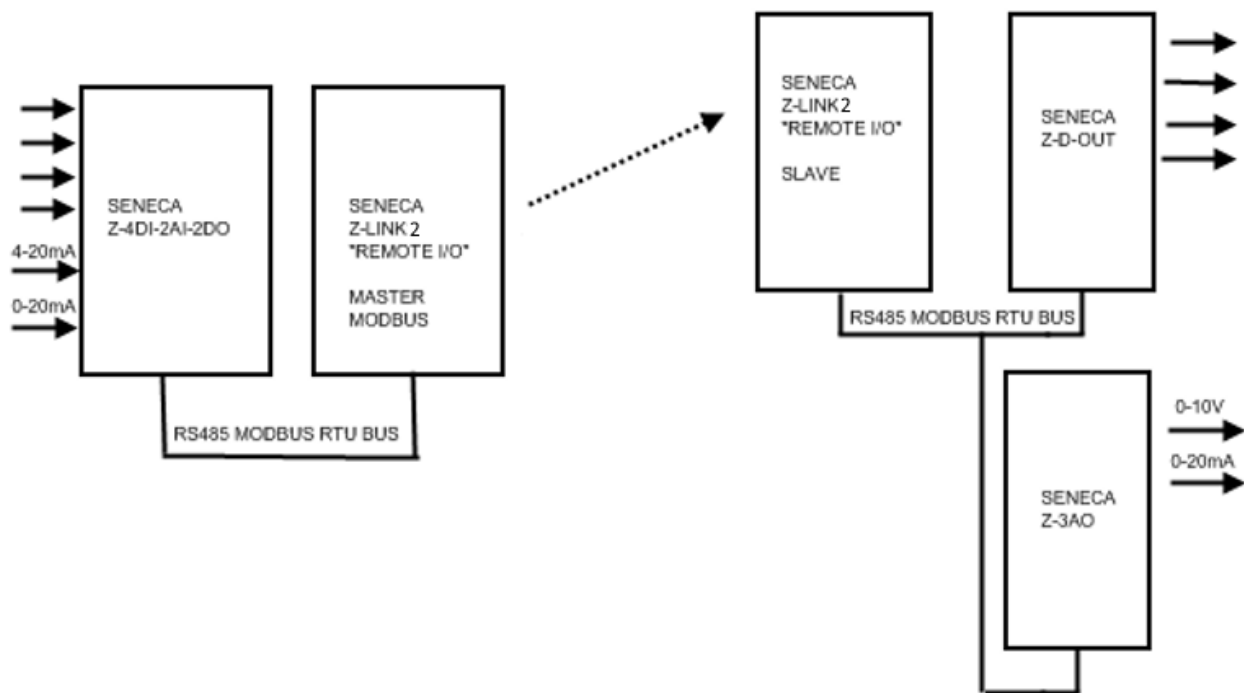 4-20mA
0-20mA
SENECA
Z-4DI-2AI-2DO
SENECA
Z-LINK2
"REMOTE I/O"
MASTER
MODBUS
RS485 MODBUS RTU BUS
SENECA
Z-LINK2
"REMOTE I/O"
SLAVE
SENECA
Z-D-OUT
RS485 MODBUS RTU BUS
SENECA
Z-3AO
0-10V
0-20mA